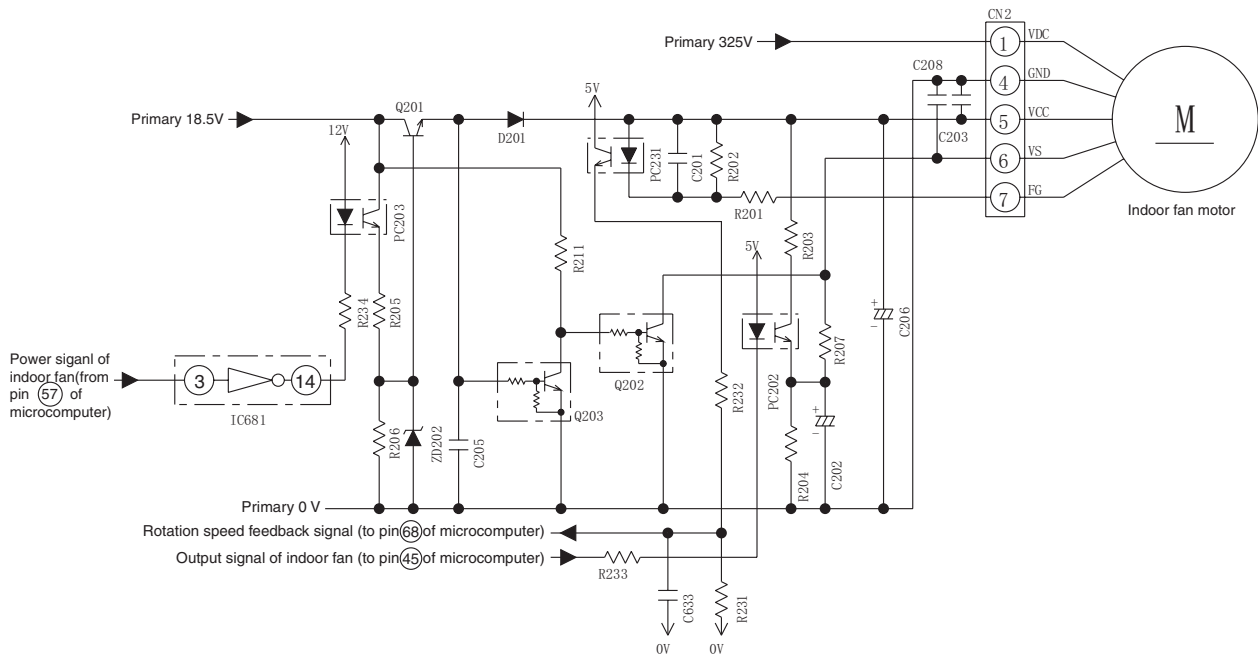 CN2
Primary 325V
1
VDC
C208
4
GND
Primary 18.5V
Q201
D201
5V
5
VCC
C203
12V
PC231
C201
R202
6
VS
R201
7
FG
M
Indoor fan motor
PC203
R211
R203
5V
R234
R205
C206
R207
Power siganl of
indoor fan(from
pin 57 of
microcomputer)
3
14
IC681
Q202
R232
PC202
Q203
R206
ZD202
C205
R204
C202
Primary 0 V
Rotation speed feedback signal (to pin 68 of microcomputer)
Output signal of indoor fan (to pin 45 of microcomputer)
R233
C633
R231
0V
0V
+
-
+
-